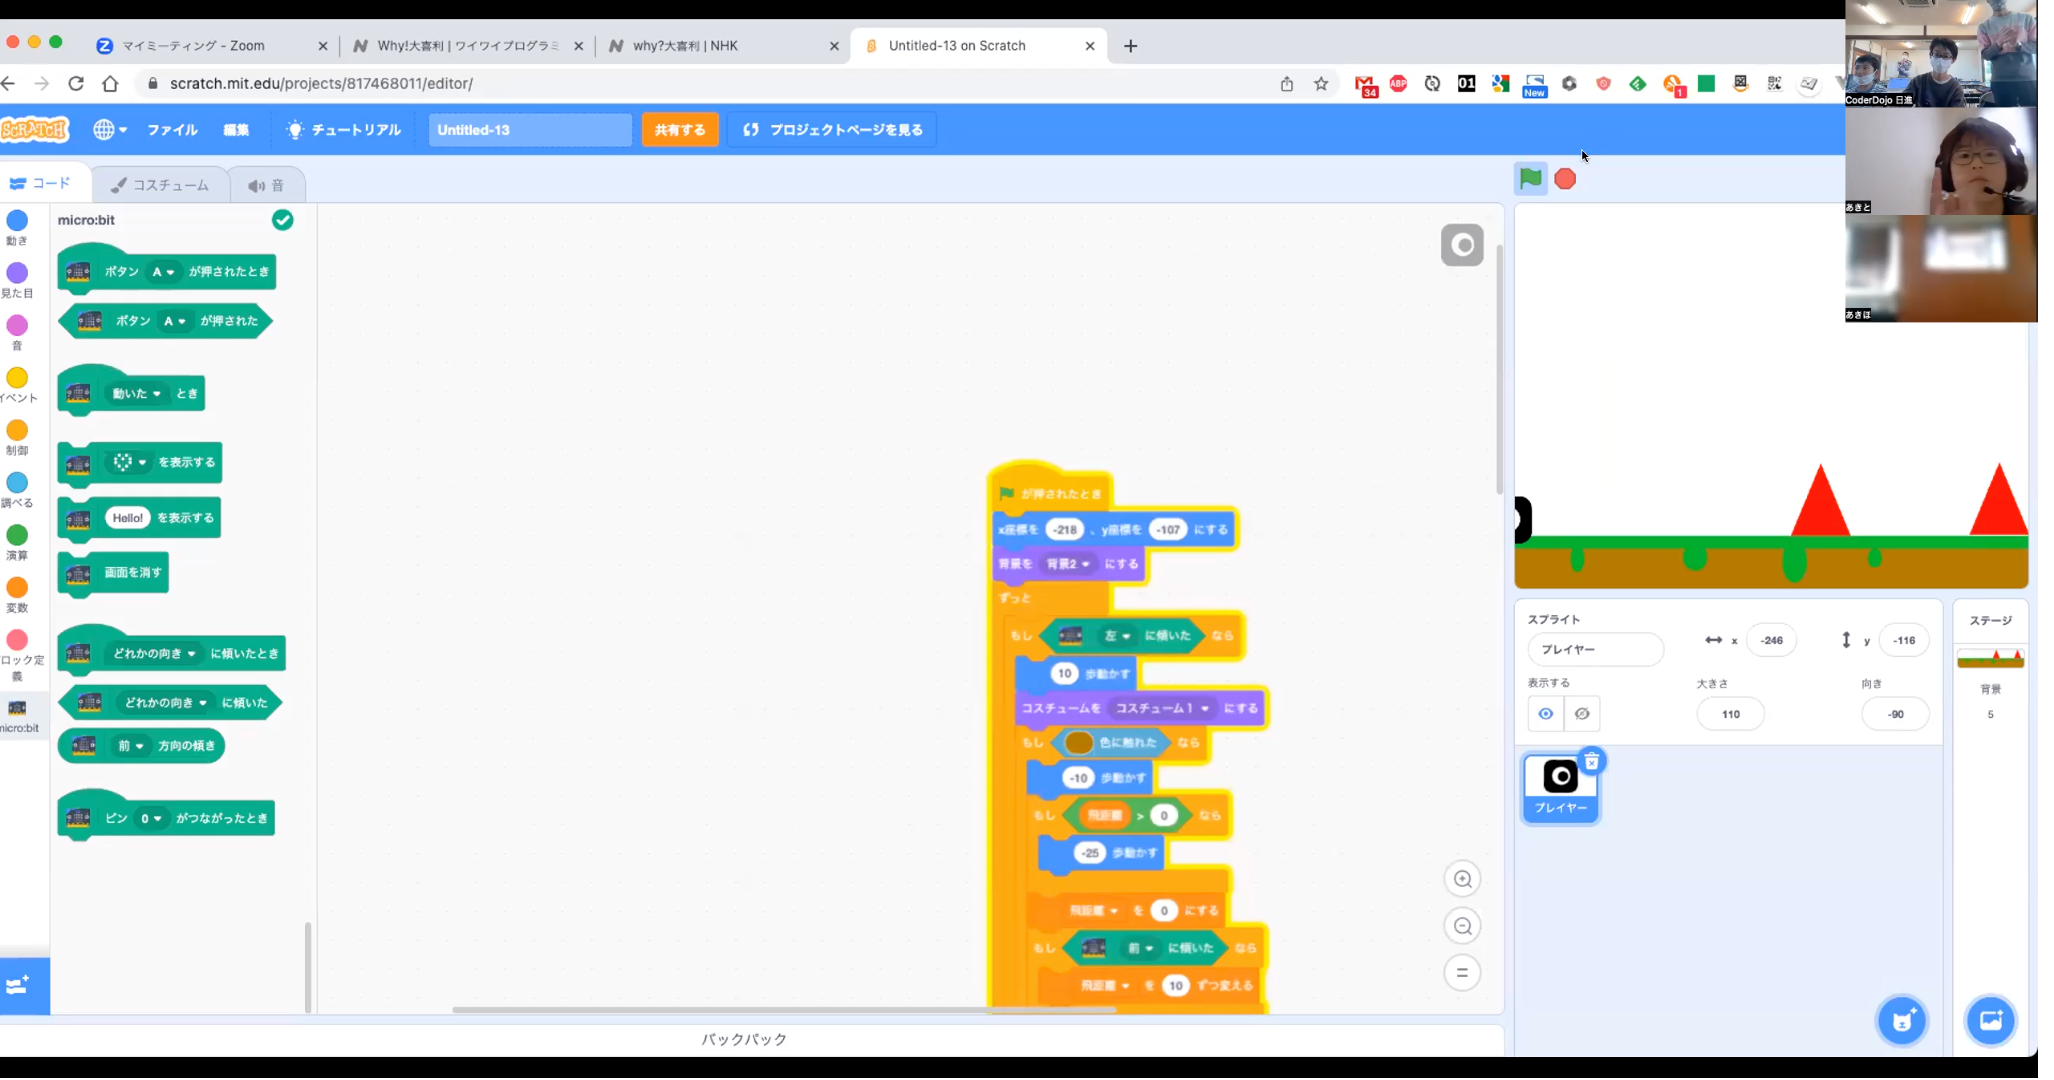 マイミーティング - Zoom
Why!大喜利 | ワイワイプログラミ
why?大喜利 | NHK
Untitled-13 on Scratch
scratch.mit.edu/projects/817468011/editor/
34
ABP
01
New
1
SCRATCH
ファイル
編集
チュートリアル
Untitled-13
共有する
プロジェクトページを見る
CoderDojo 日進
あきと
あきほ
コード
コスチューム
音
動き
見た目
音
イベント
制御
調べる
演算
変数
ロック定
義
micro:bit
micro:bit
ボタン A が押されたとき
ボタン A が押された
動いた とき
を表示する
Hello! を表示する
画面を消す
どれかの向き に傾いたとき
どれかの向き に傾いた
前 方向の傾き
ピン 0 がつながったとき
が押されたとき
x座標を -218 、y座標を -107 にする
背景を 背景2 にする
ずっと
もし 左 に傾いた なら
10 歩動かす
コスチュームを コスチューム1 にする
もし 色に触れた なら
-10 歩動かす
もし 飛距離 > 0 なら
-25 歩動かす
飛距離 を 0 にする
もし 前 に傾いた なら
飛距離 を 10 ずつ変える
バックパック
スプライト
プレイヤー
x -246
y -116
表示する
大きさ
110
向き
-90
プレイヤー
ステージ
背景
5